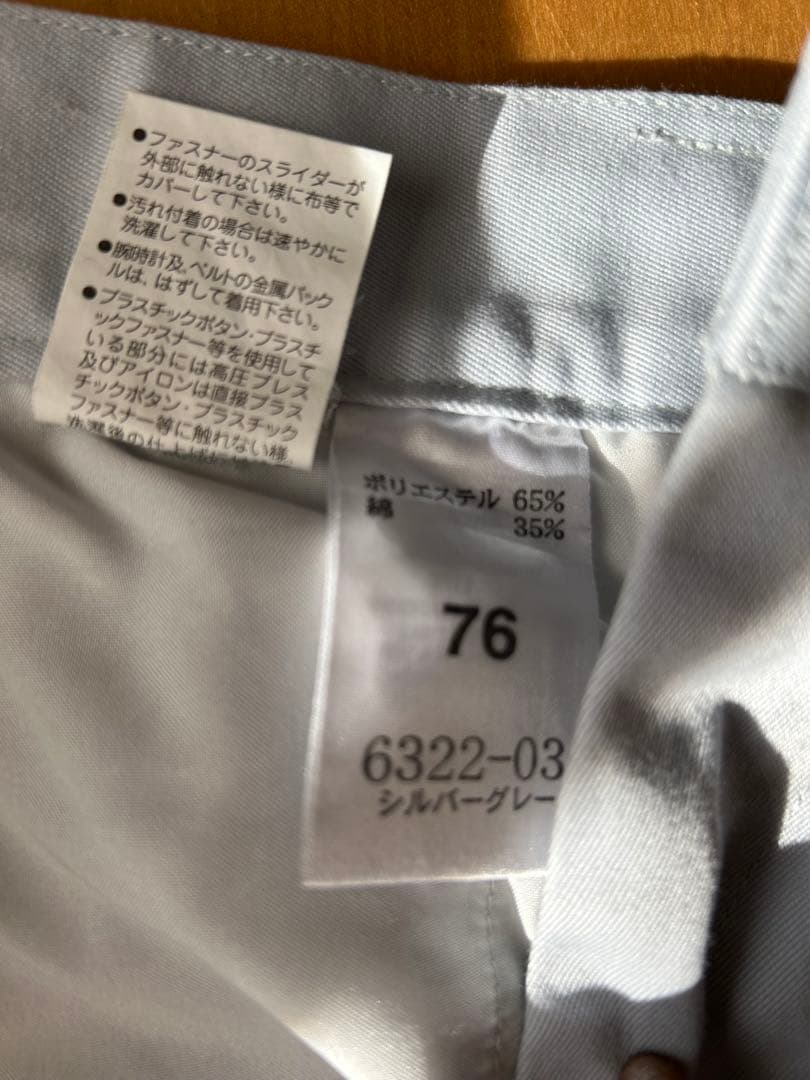 ●ファスナーのスライダーが
外部に触れない様に布等で
カバーして下さい。
●汚れ付着の場合は速やかに
洗濯して下さい。
●腕時計及、ベルトの金属バック
ルは、はずして着用下さい。
●プラスチックボタン・プラスチ
ックファスナー等を使用して
いる部分には高圧プレス
及びアイロンは直接プラス
チックボタン・プラスチック
ファスナー等に触れない様
洗濯後の仕上げ
ポリエステル 65%
綿 35%
76
6322-03
シルバーグレー